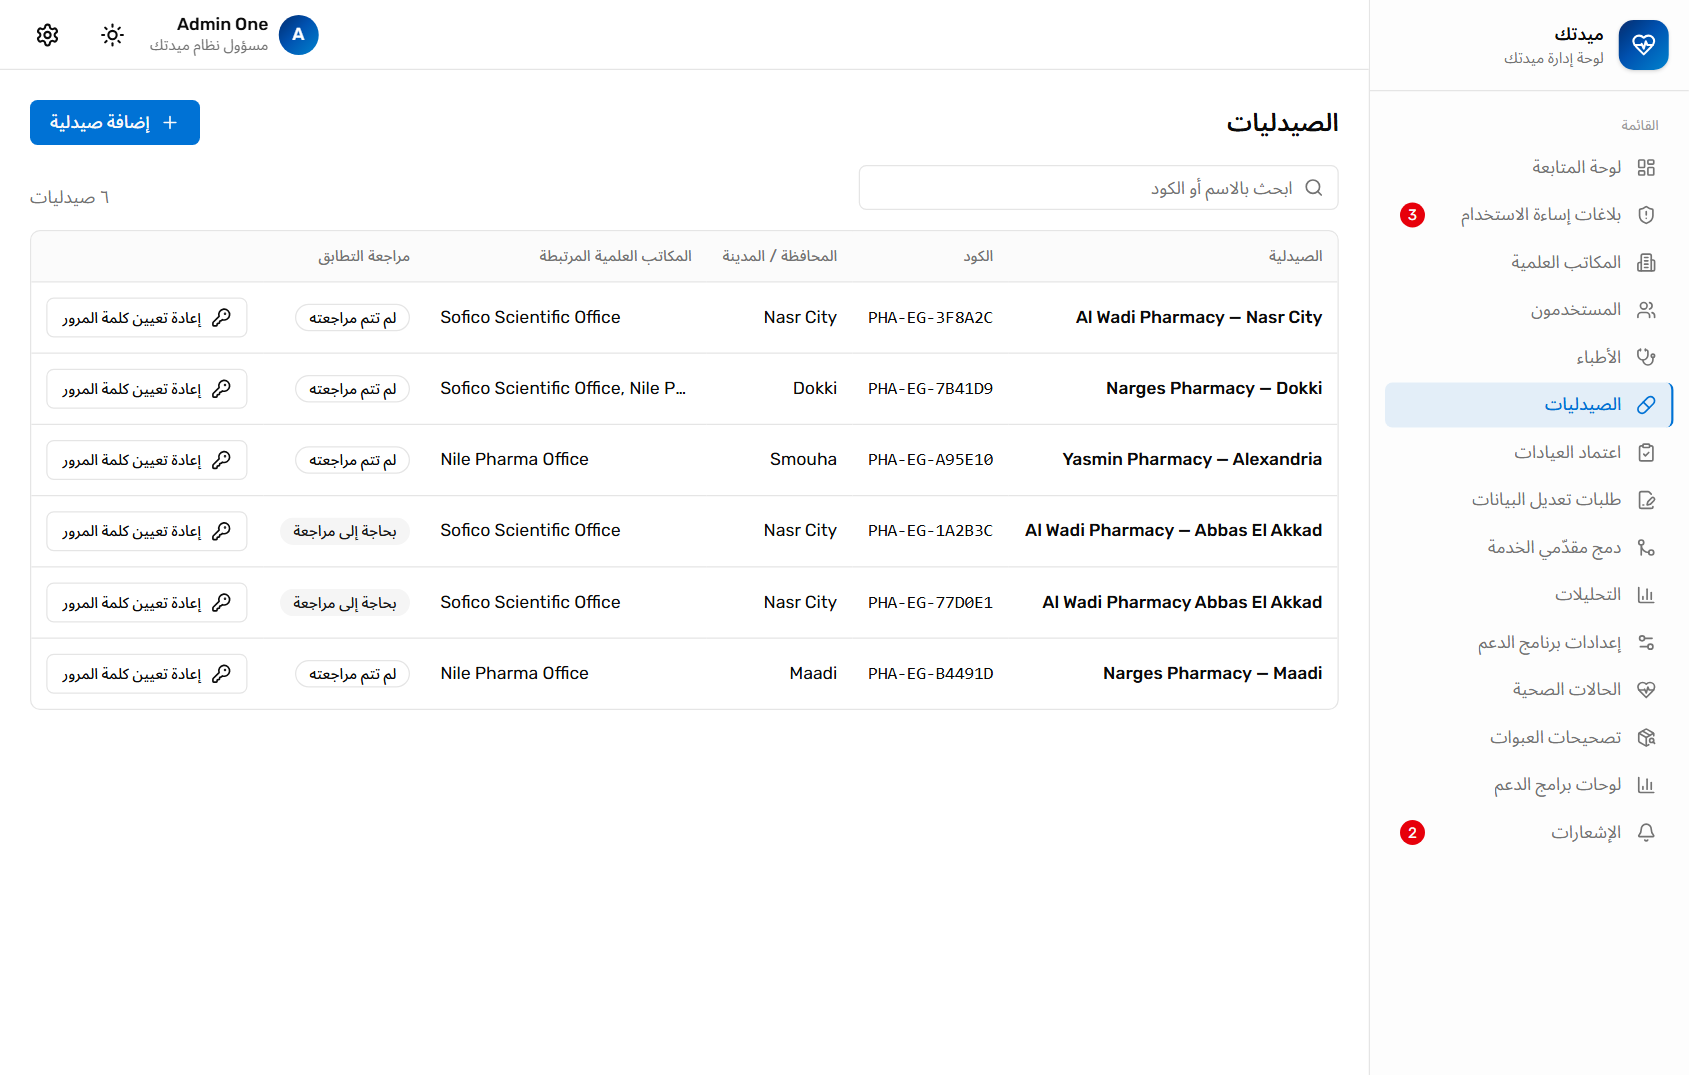 ميدتك
لوحة إدارة ميدتك
القائمة
لوحة المتابعة
بلاغات إساءة الاستخدام 3
المكاتب العلمية
المستخدمون
الأطباء
الصيدليات
اعتماد العيادات
طلبات تعديل البيانات
دمج مقدّمي الخدمة
التحليلات
إعدادات برنامج الدعم
الحالات الصحية
تصحيحات العبوات
لوحات برامج الدعم
الإشعارات 2
A
Admin One
مسؤول نظام ميدتك
الصيدليات
إضافة صيدلية
ابحث بالاسم أو الكود
٦ صيدليات
الصيدلية الكود المحافظة / المدينة المكاتب العلمية المرتبطة مراجعة التطابق
Al Wadi Pharmacy – Nasr City PHA-EG-3F8A2C Nasr City Sofico Scientific Office لم تتم مراجعته إعادة تعيين كلمة المرور
Narges Pharmacy – Dokki PHA-EG-7B41D9 Dokki Sofico Scientific Office, Nile P... لم تتم مراجعته إعادة تعيين كلمة المرور
Yasmin Pharmacy – Alexandria PHA-EG-A95E10 Smouha Nile Pharma Office لم تتم مراجعته إعادة تعيين كلمة المرور
Al Wadi Pharmacy – Abbas El Akkad PHA-EG-1A2B3C Nasr City Sofico Scientific Office بحاجة إلى مراجعة إعادة تعيين كلمة المرور
Al Wadi Pharmacy Abbas El Akkad PHA-EG-77D0E1 Nasr City Sofico Scientific Office بحاجة إلى مراجعة إعادة تعيين كلمة المرور
Narges Pharmacy – Maadi PHA-EG-B4491D Maadi Nile Pharma Office لم تتم مراجعته إعادة تعيين كلمة المرور